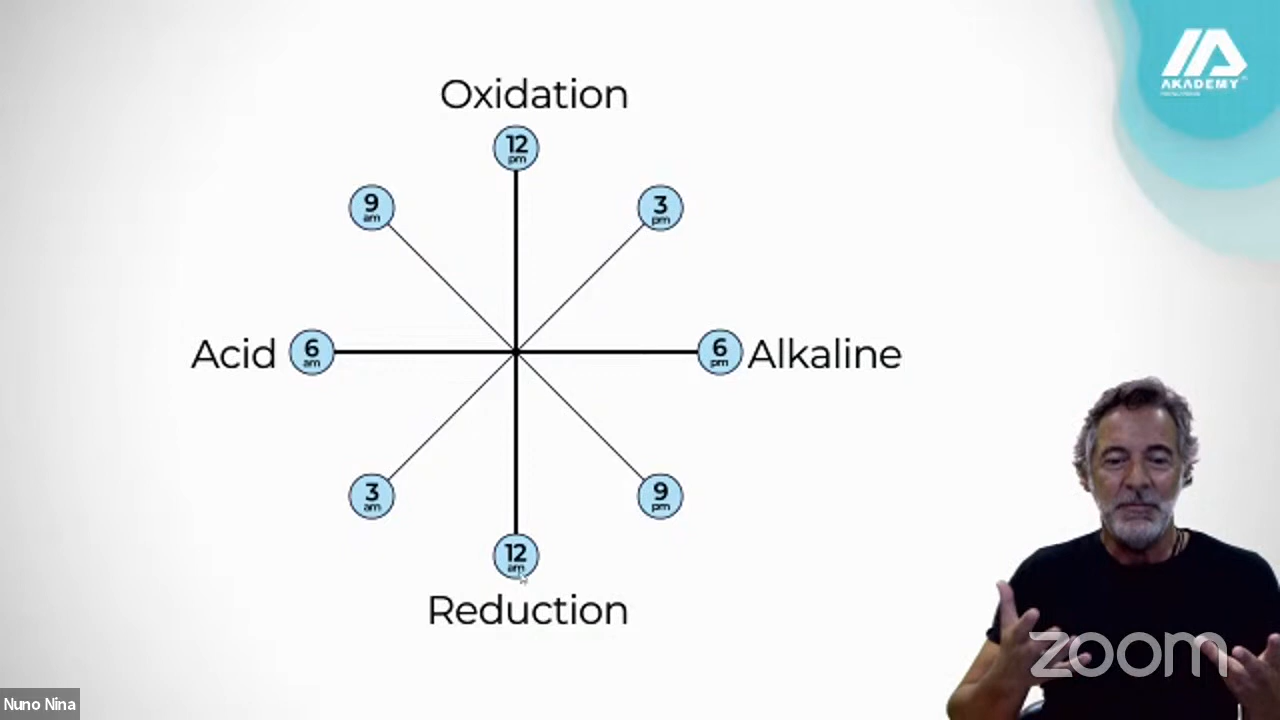 Oxidation
12
pm
9
am
3
pm
Acid
6
am
6
pm
Alkaline
3
am
9
pm
12
am
Reduction
AKADEMY
zoom
Nuno Nina